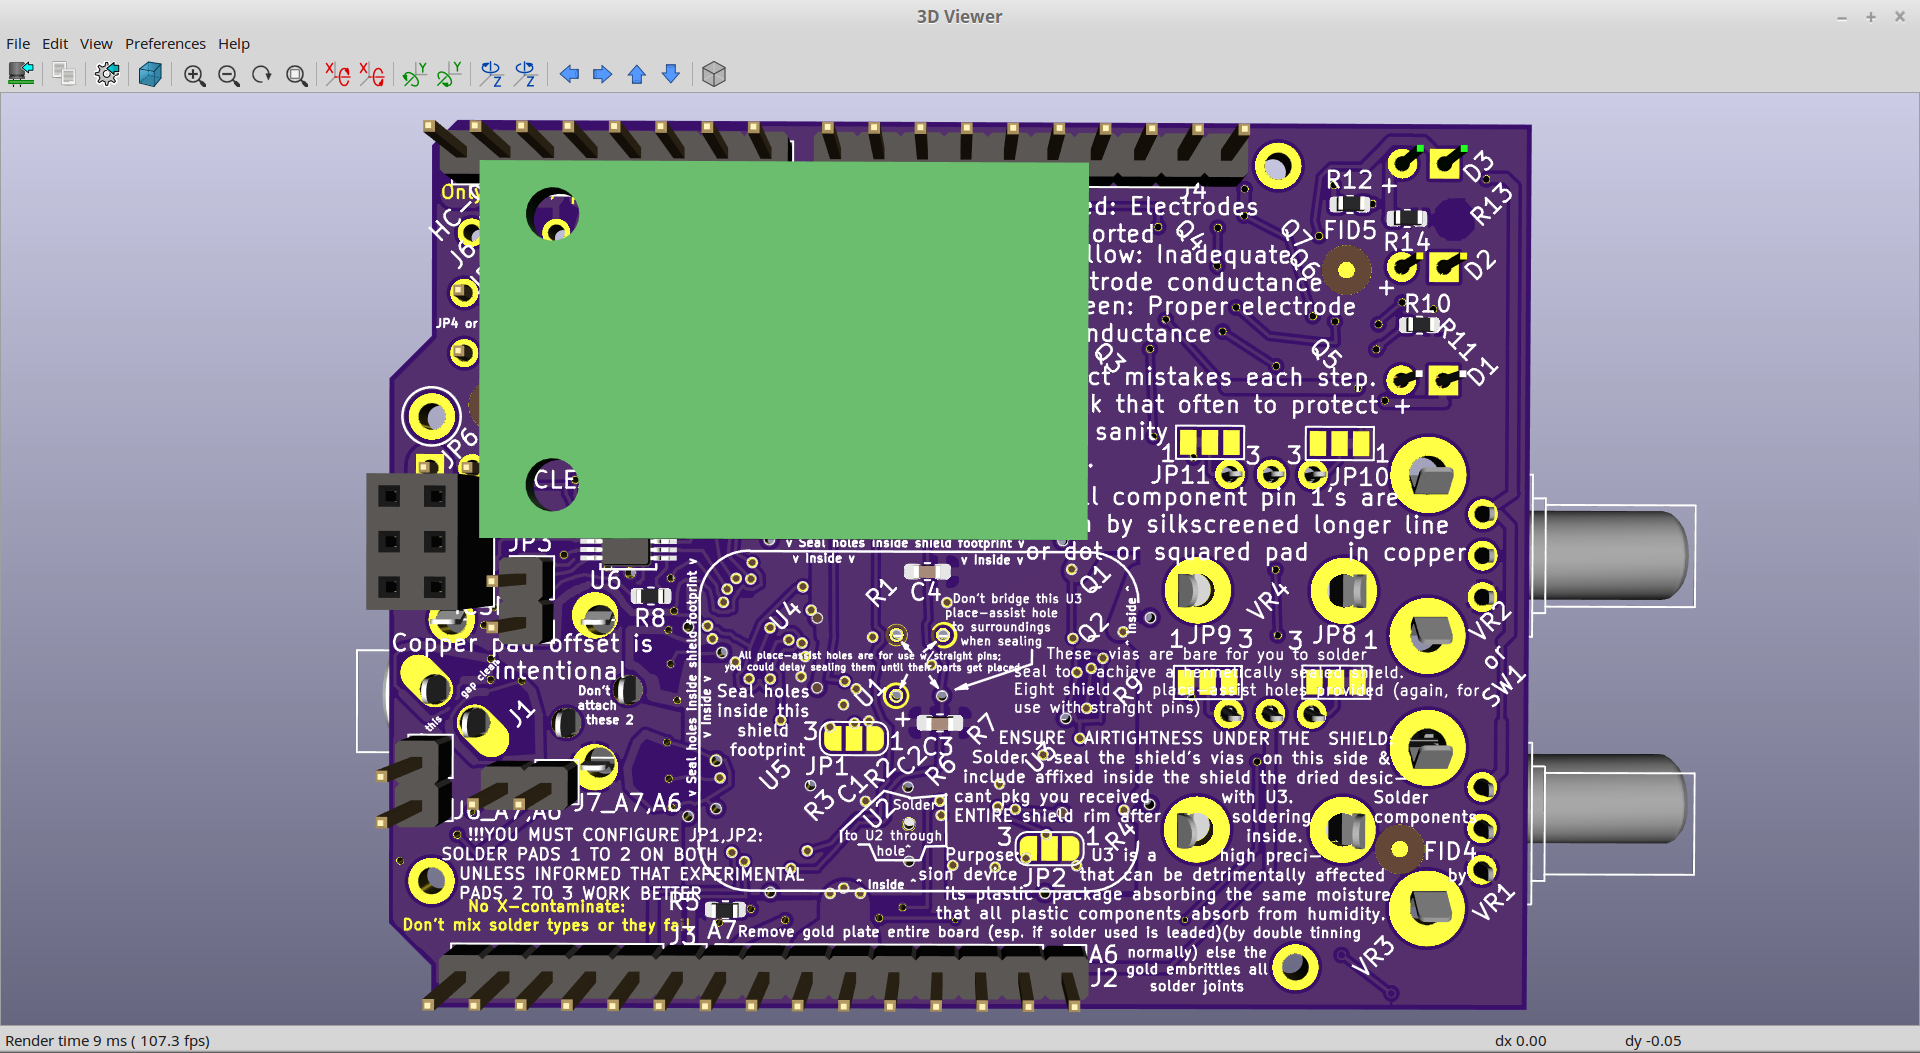 3D Viewer
File Edit View Preferences Help
J4
D3
R12
+
R13
HC-
ed: Electrodes
Q4
orted
Q7
FID5
R14
J6
llow: Inadequate
Q6
D2
trode conductance
+
een: Proper electrode
R10
JP4 or
nductance
R11
Q3
Q5
D1
ct mistakes each step.
k that often to protect
+
sanity
JP6
1
3
3
1
JP11
JP10
CLE
component pin 1's are
by silkscreened longer line
or dot or squared pad in copper
JP3
v Seal holes inside shield footprint v
v Inside v
v Inside v
U6
R8
R1
C4
Q1
U4
Don't bridge this U3
place-assist hole
to surroundings
when sealing
Q2
^ Inside ^
VR4
VR2
or
SW1
1
JP9
3
3
JP8
1
Copper pad offset is
intentional
gap clean
this
Don't
attach
these 2
J1
v Seal holes inside shield footprint v
v Inside v
All place-assist holes are for use w/straight pins;
you could delay sealing them until their parts get placed
These vias are bare for you to solder
seal to achieve a hermetically sealed shield.
Eight shield place-assist holes provided (again, for
use with straight pins)
R9
Seal holes
inside this
shield
footprint
U1
+
3
1
JP1
C3
R7
U5
R3
C1
R2
C2
R6
U3
ENSURE AIRTIGHTNESS UNDER THE SHIELD:
Solder/seal the shield's vias on this side &
include affixed inside the shield the dried desic-
cant pkg you received with U3. Solder
ENTIRE shield rim after soldering components
inside.
U2
Solder
to U2 through
hole^
3
1
JP2
R4
Purpose: U3 is a high preci-
sion device that can be detrimentally affected by
its plastic package absorbing the same moisture
that all plastic components absorb from humidity.
FID4
J7_A7,A6
!!!YOU MUST CONFIGURE JP1,JP2:
SOLDER PADS 1 TO 2 ON BOTH
UNLESS INFORMED THAT EXPERIMENTAL
PADS 2 TO 3 WORK BETTER
No X-contaminate:
Don't mix solder types or they fail
^ Inside ^
R5
J3
A7
Remove gold plate entire board (esp. if solder used is leaded)(by double tinning
normally) else the
gold embrittles all
solder joints
A6
J2
VR3
VR1
Render time 9 ms ( 107.3 fps)
dx 0.00
dy -0.05